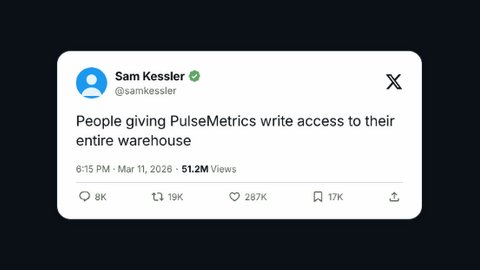 Sam Kessler
@samkessler
People giving PulseMetrics write access to their
entire warehouse
6:15 PM · Mar 11, 2026 · 51.2M Views
8K 19K 287K 17K